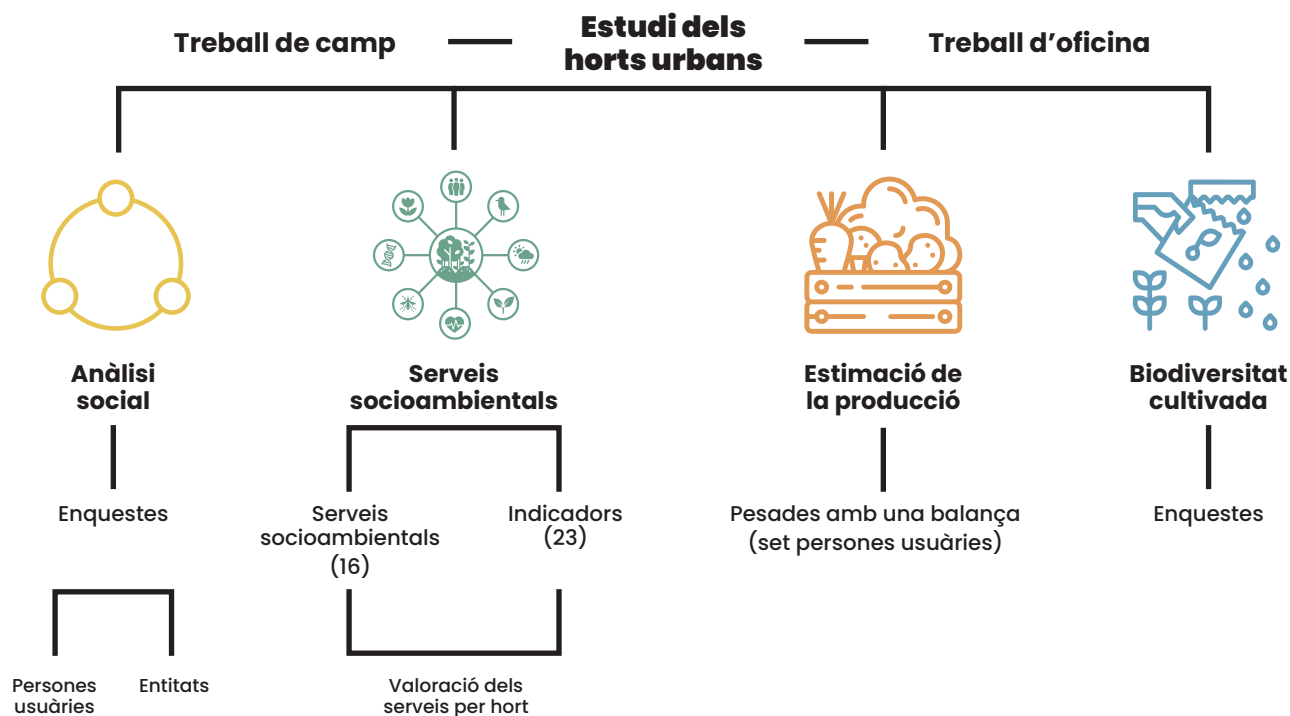 Treball de camp
Estudi dels
horts urbans
Treball d’oficina
Anàlisi
social
Serveis
socioambientals
Estimació de
la producció
Biodiversitat
cultivada
Enquestes
Serveis
socioambientals
(16)
Indicadors
(23)
Pesades amb una balança
(set persones usuàries)
Enquestes
Persones
usuàries
Entitats
Valoració dels
serveis per hort